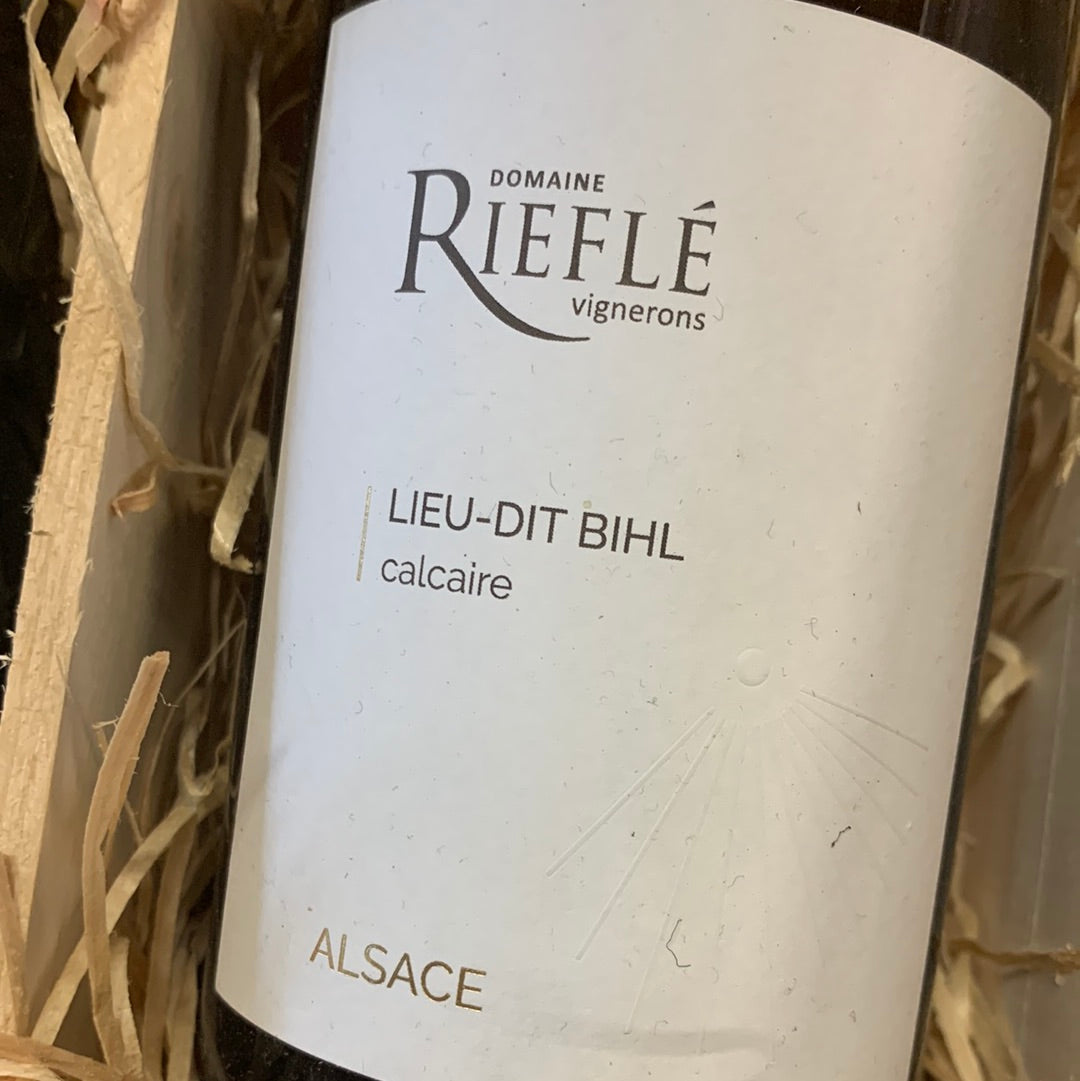 DOMAINE
RIEFLÉ
vignerons
LIEU-DIT BIHL
calcaire
ALSACE